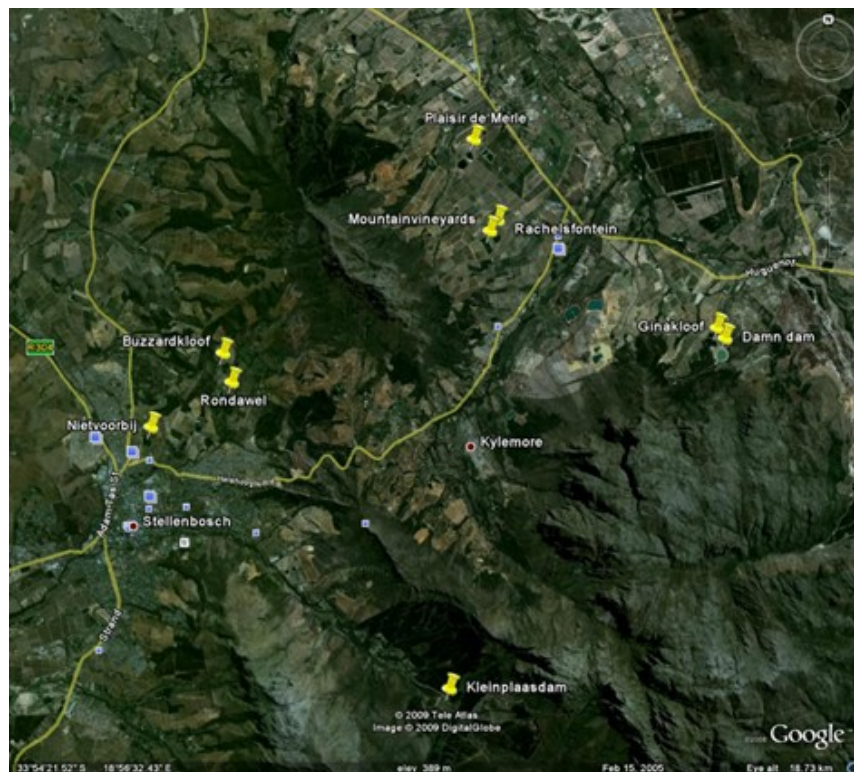 N
Plaisir de Merle
Mountainvineyards
Rachelsfontein
Huguenot
Ginakloof
Damn dam
Buzzardkloof
Rondawel
Nietvoorbij
Kylemore
Adam Tas St
Stellenbosch
Strand
Kleinplaasdam
© 2009 Tele Atlas
Image © 2009 DigitalGlobe
Google
33°54'21.52" S 18°56'32.43" E elev 389 m Feb 15, 2005 Eye alt 18.73 km